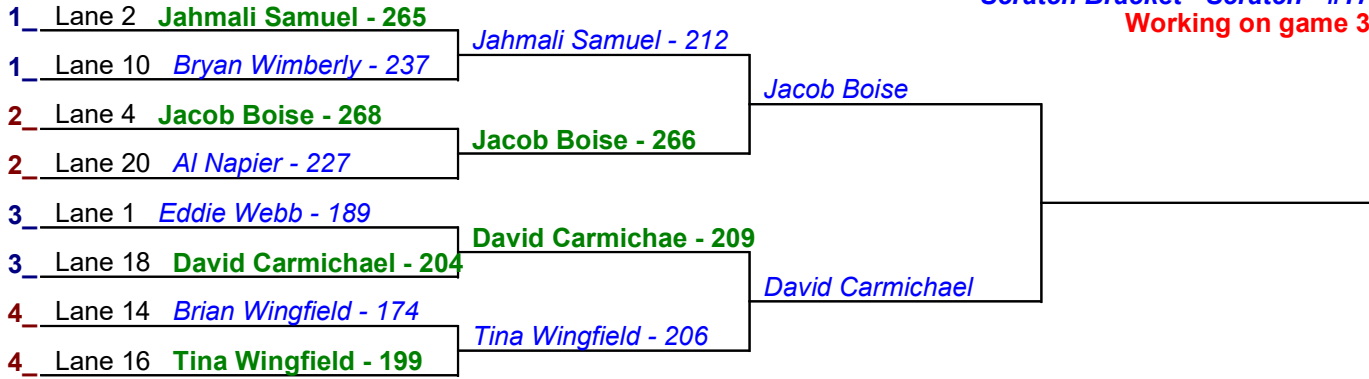 1_ Lane 2 Jahmali Samuel - 265
Working on game 3
Jahmali Samuel - 212
1_ Lane 10 Bryan Wimberly - 237
Jacob Boise
2_ Lane 4 Jacob Boise - 268
Jacob Boise - 266
2_ Lane 20 Al Napier - 227
3_ Lane 1 Eddie Webb - 189
David Carmichae - 209
3_ Lane 18 David Carmichael - 204
David Carmichael
4_ Lane 14 Brian Wingfield - 174
Tina Wingfield - 206
4_ Lane 16 Tina Wingfield - 199